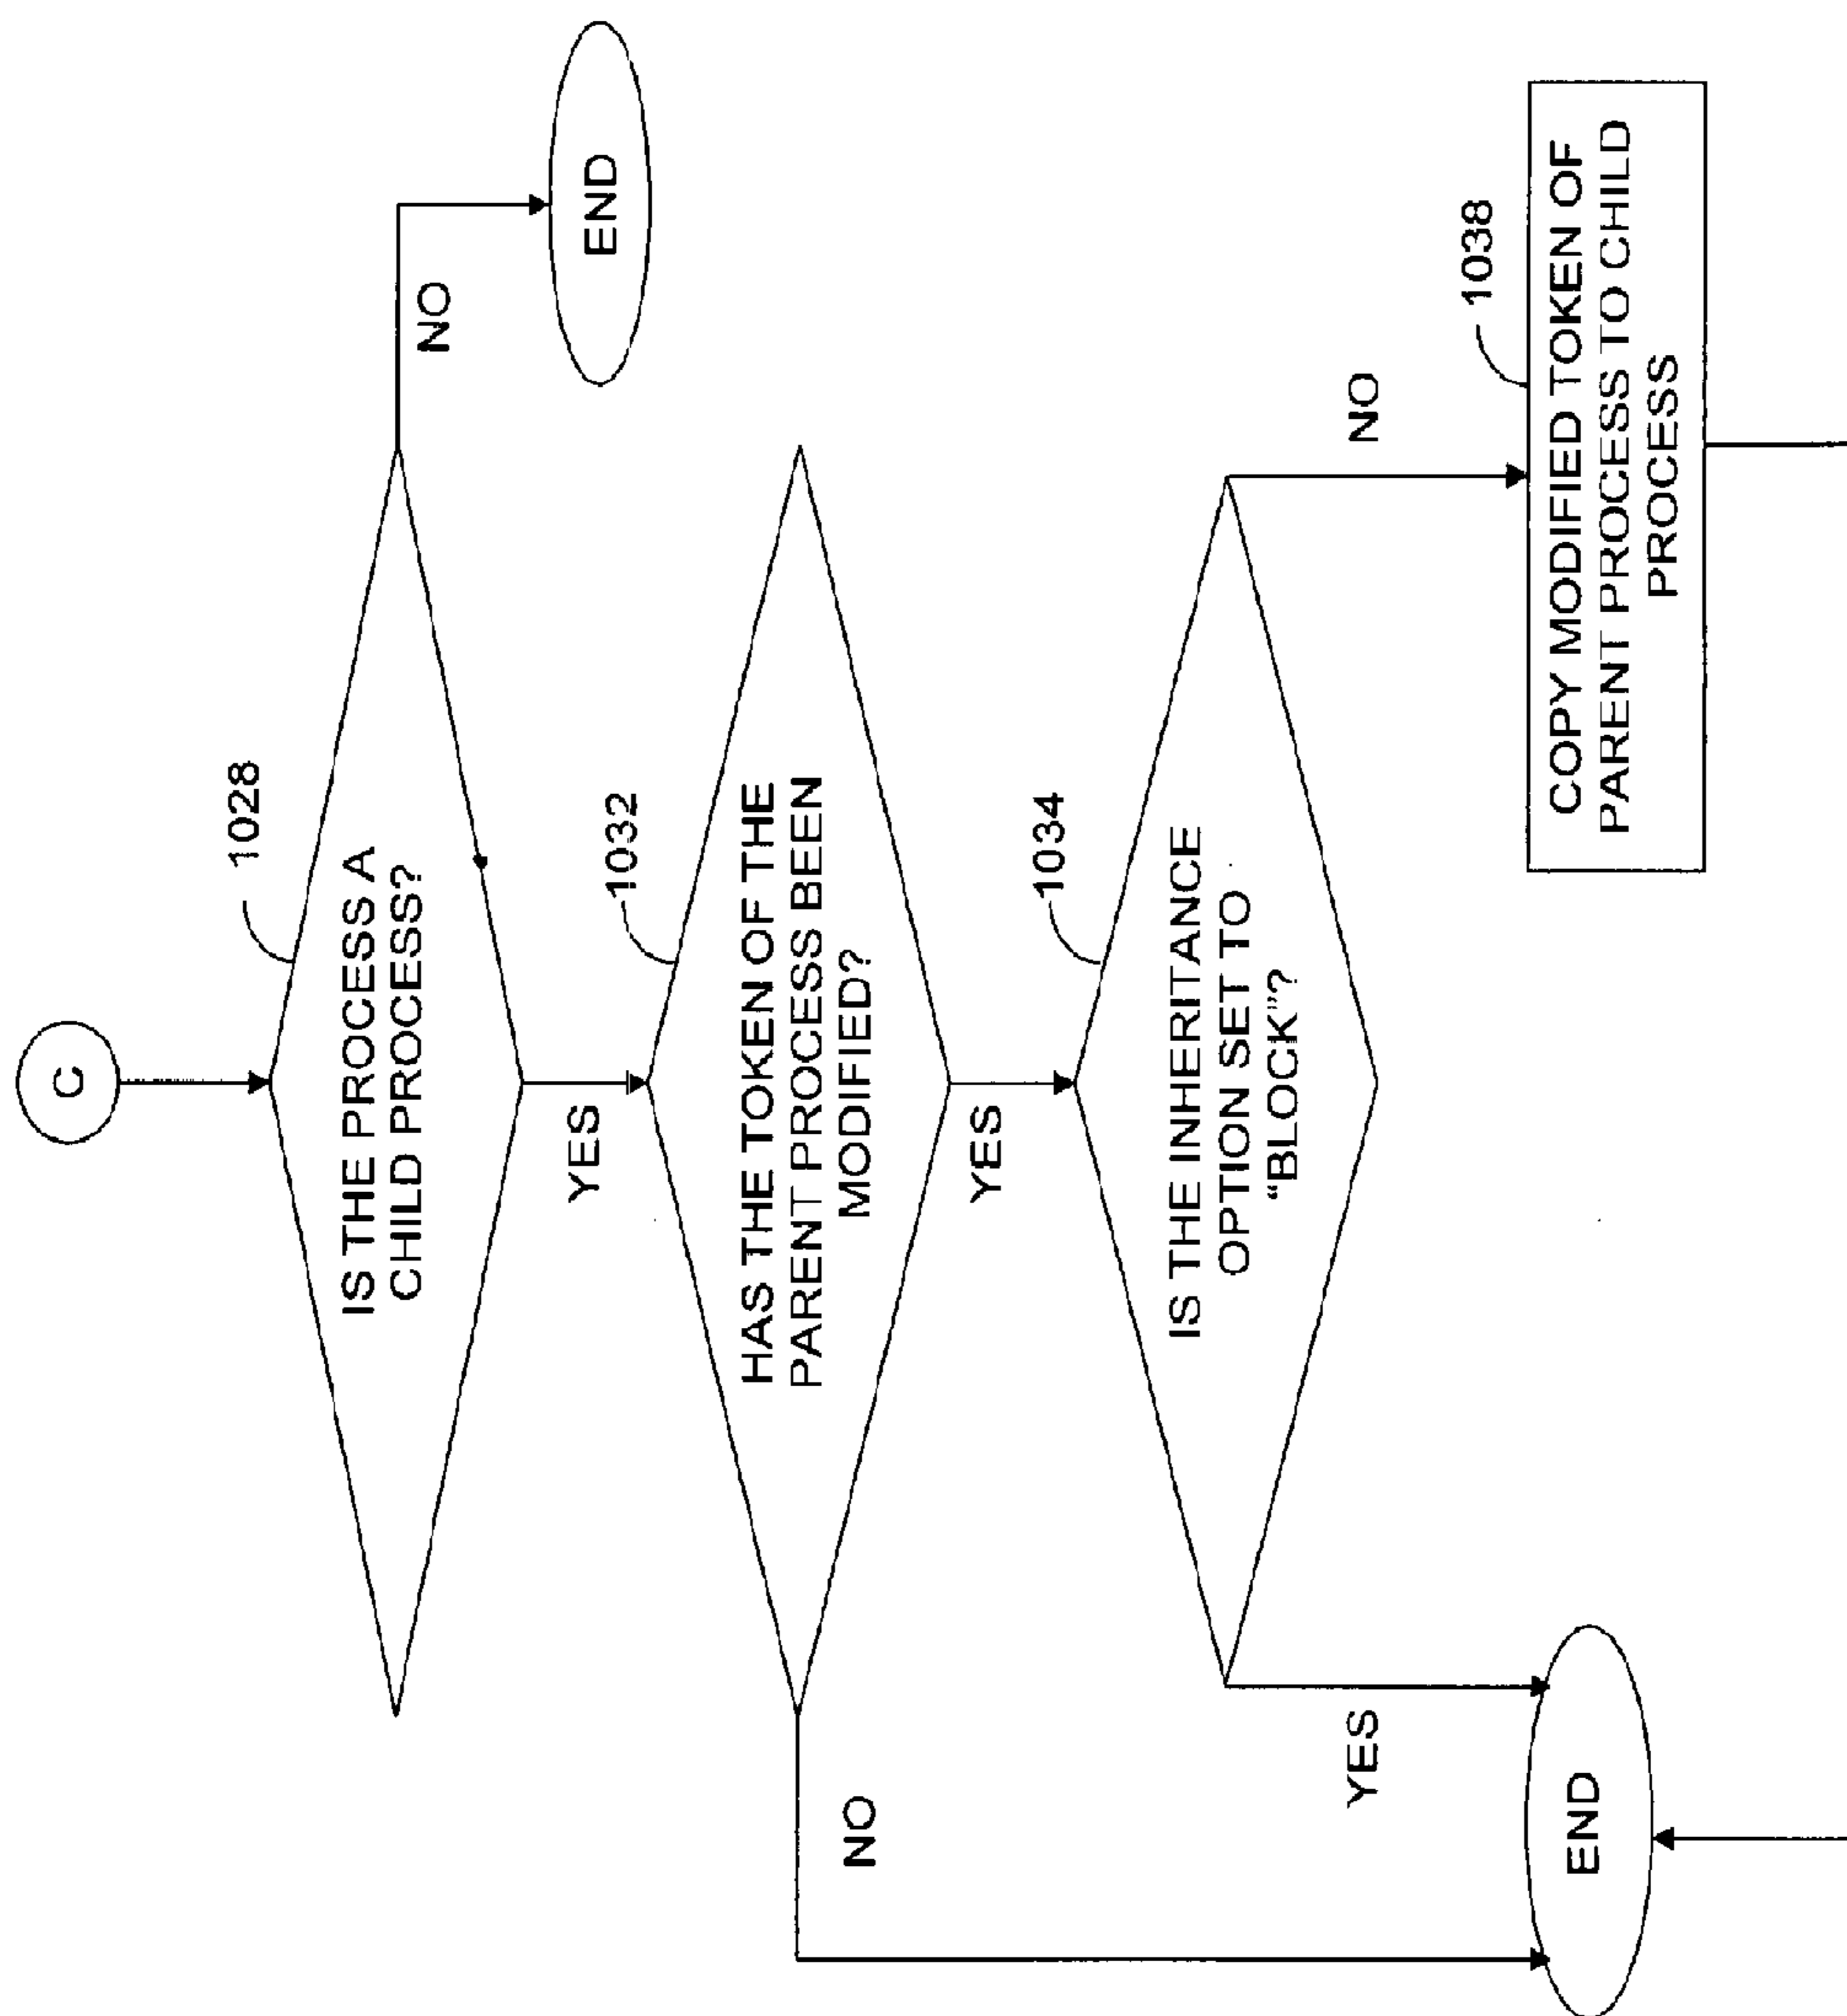 C
1028
IS THE PROCESS A
CHILD PROCESS?
NO
END
YES
1032
HAS THE TOKEN OF THE
PARENT PROCESS BEEN
MODIFIED?
NO
YES
1034
IS THE INHERITANCE
OPTION SET TO
“BLOCK”?
YES
NO
END
1038
COPY MODIFIED TOKEN OF
PARENT PROCESS TO CHILD
PROCESS